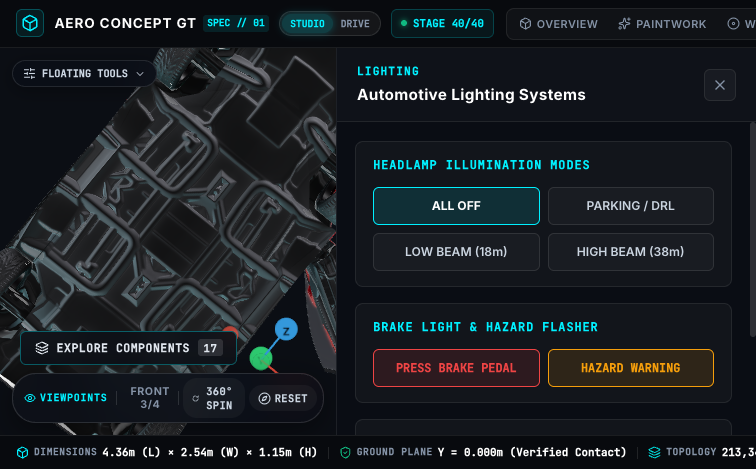 AERO CONCEPT GT SPEC // 01 STUDIO DRIVE STAGE 40/40 OVERVIEW PAINTWORK W
FLOATING TOOLS
LIGHTING
Automotive Lighting Systems
HEADLAMP ILLUMINATION MODES
ALL OFF PARKING / DRL
LOW BEAM (18m) HIGH BEAM (38m)
BRAKE LIGHT & HAZARD FLASHER
PRESS BRAKE PEDAL HAZARD WARNING
Z
Y
EXPLORE COMPONENTS 17
VIEWPOINTS FRONT 3/4 360° SPIN RESET
DIMENSIONS 4.36m (L) × 2.54m (W) × 1.15m (H) GROUND PLANE Y = 0.000m (Verified Contact) TOPOLOGY 213,